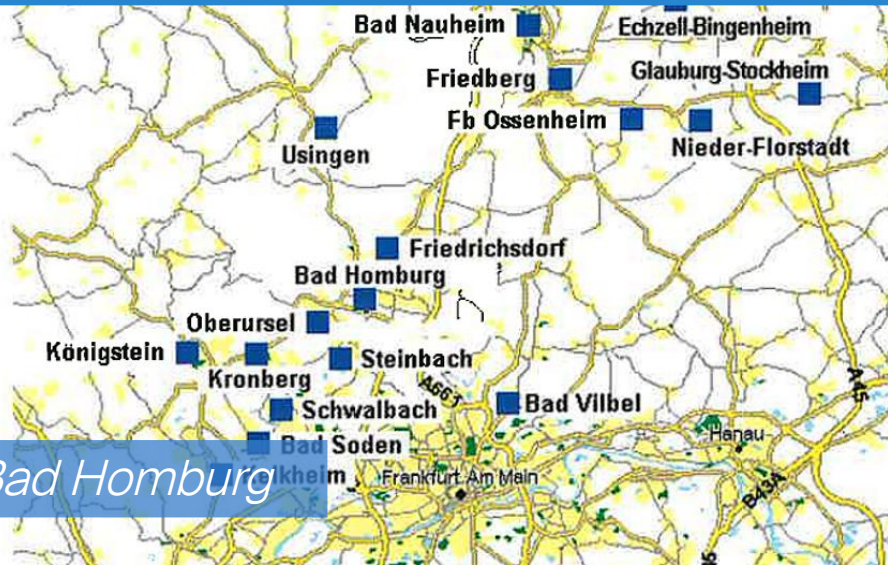 Bad Nauheim
Echzell-Bingenheim
Friedberg
Glauburg-Stockheim
Fb Ossenheim
Usingen
Nieder-Florstadt
Friedrichsdorf
Bad Homburg
Oberursel
Königstein
Steinbach
Kronberg
A661
A45
Schwalbach
Bad Vilbel
Bad Soden
Hanau
Bad Homburg
Frankfurt Am Main
B43A